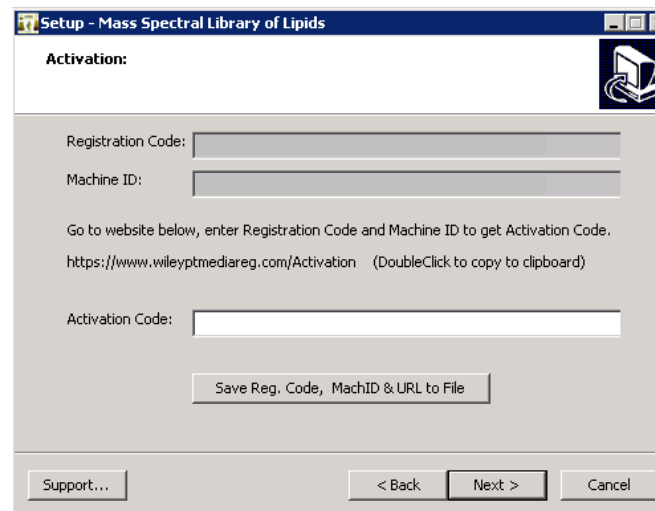 Setup - Mass Spectral Library of Lipids
Activation:
Registration Code:
Machine ID:
Go to website below, enter Registration Code and Machine ID to get Activation Code.
https://www.wileyptmediareg.com/Activation (DoubleClick to copy to clipboard)
Activation Code:
Save Reg. Code, MachID & URL to File
Support...
< Back
Next >
Cancel